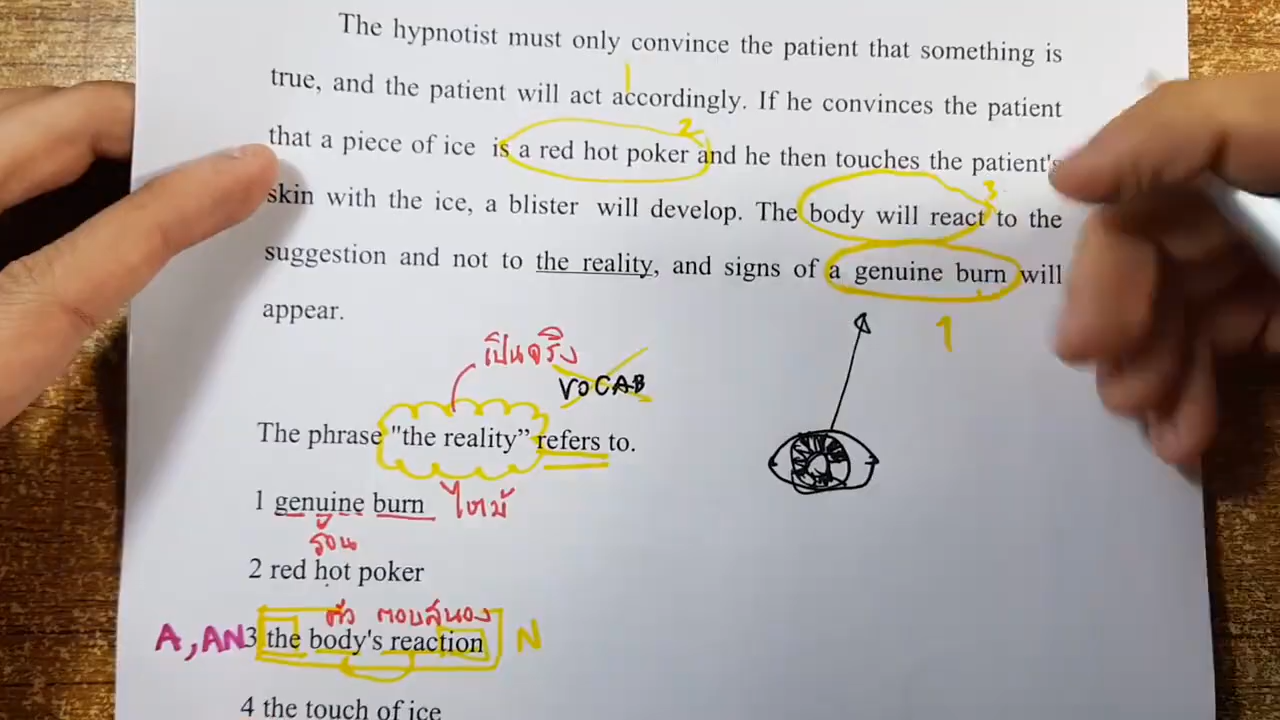 The hypnotist must only convince the patient that something is
1
true, and the patient will act accordingly. If he convinces the patient
2
that a piece of ice is a red hot poker and he then touches the patient's
3
skin with the ice, a blister will develop. The body will react to the
suggestion and not to the reality, and signs of a genuine burn will
appear.
1
เป็นจริง
VOCAB
The phrase "the reality” refers to.
1 genuine burn ไหม้
ร้อน
2 red hot poker
ตัว ตอบสนอง
A, AN 3 the body's reaction N
4 the touch of ice